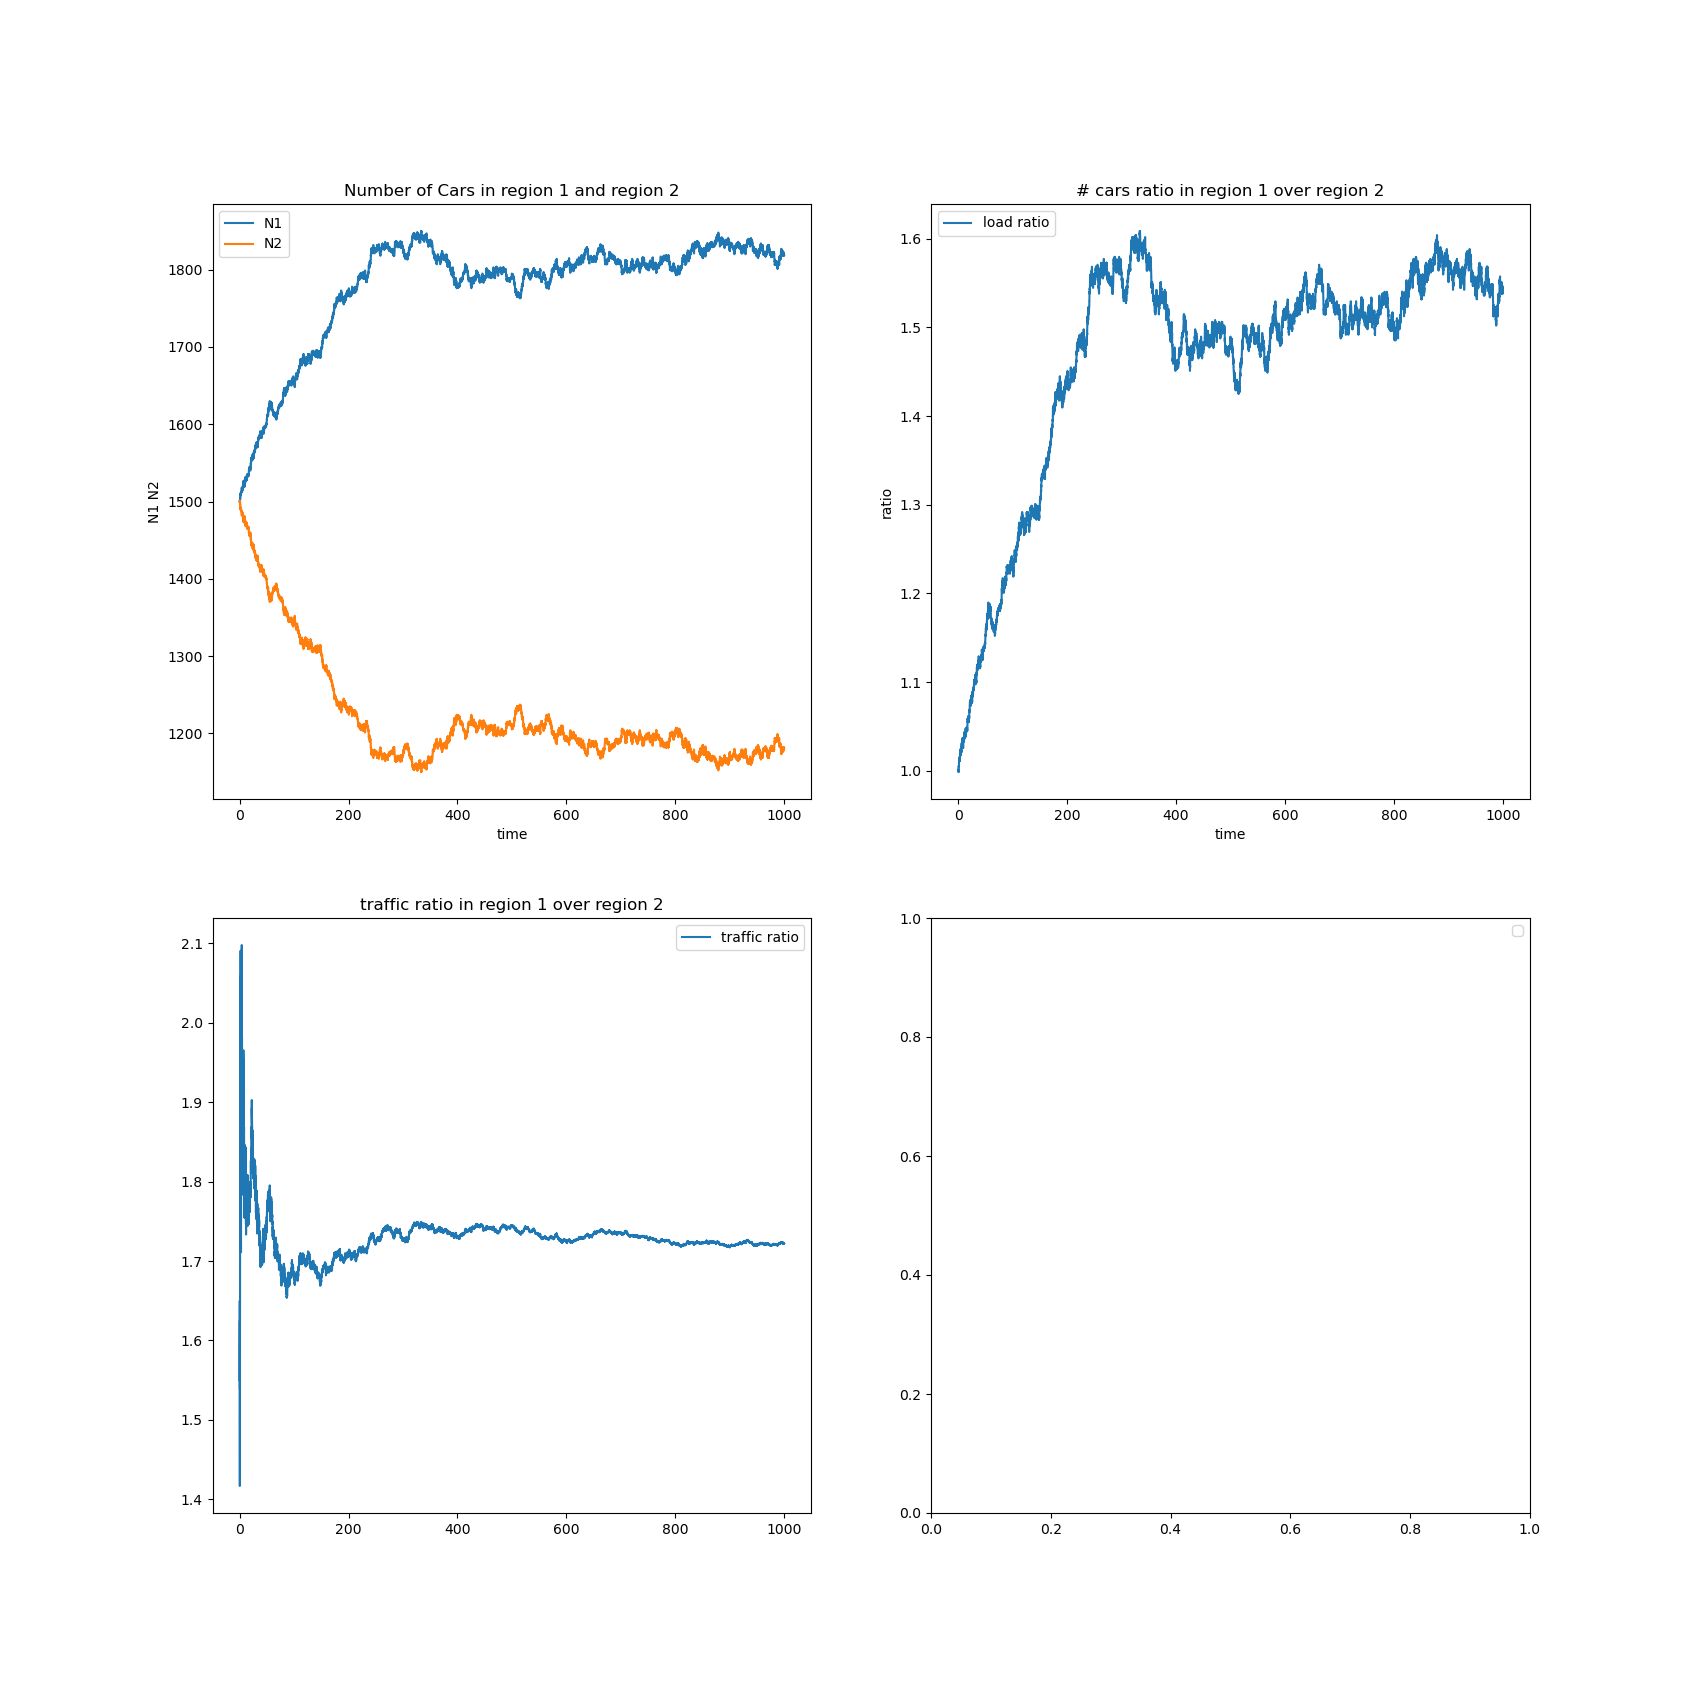 Number of Cars in region 1 and region 2
N1
N2
1800
1700
1600
1500
1400
1300
1200
N1 N2
0 200 400 600 800 1000
time
# cars ratio in region 1 over region 2
load ratio
1.6
1.5
1.4
1.3
1.2
1.1
1.0
ratio
0 200 400 600 800 1000
time
traffic ratio in region 1 over region 2
traffic ratio
2.1
2.0
1.9
1.8
1.7
1.6
1.5
1.4
0 200 400 600 800 1000
1.0
0.8
0.6
0.4
0.2
0.0
0.0 0.2 0.4 0.6 0.8 1.0